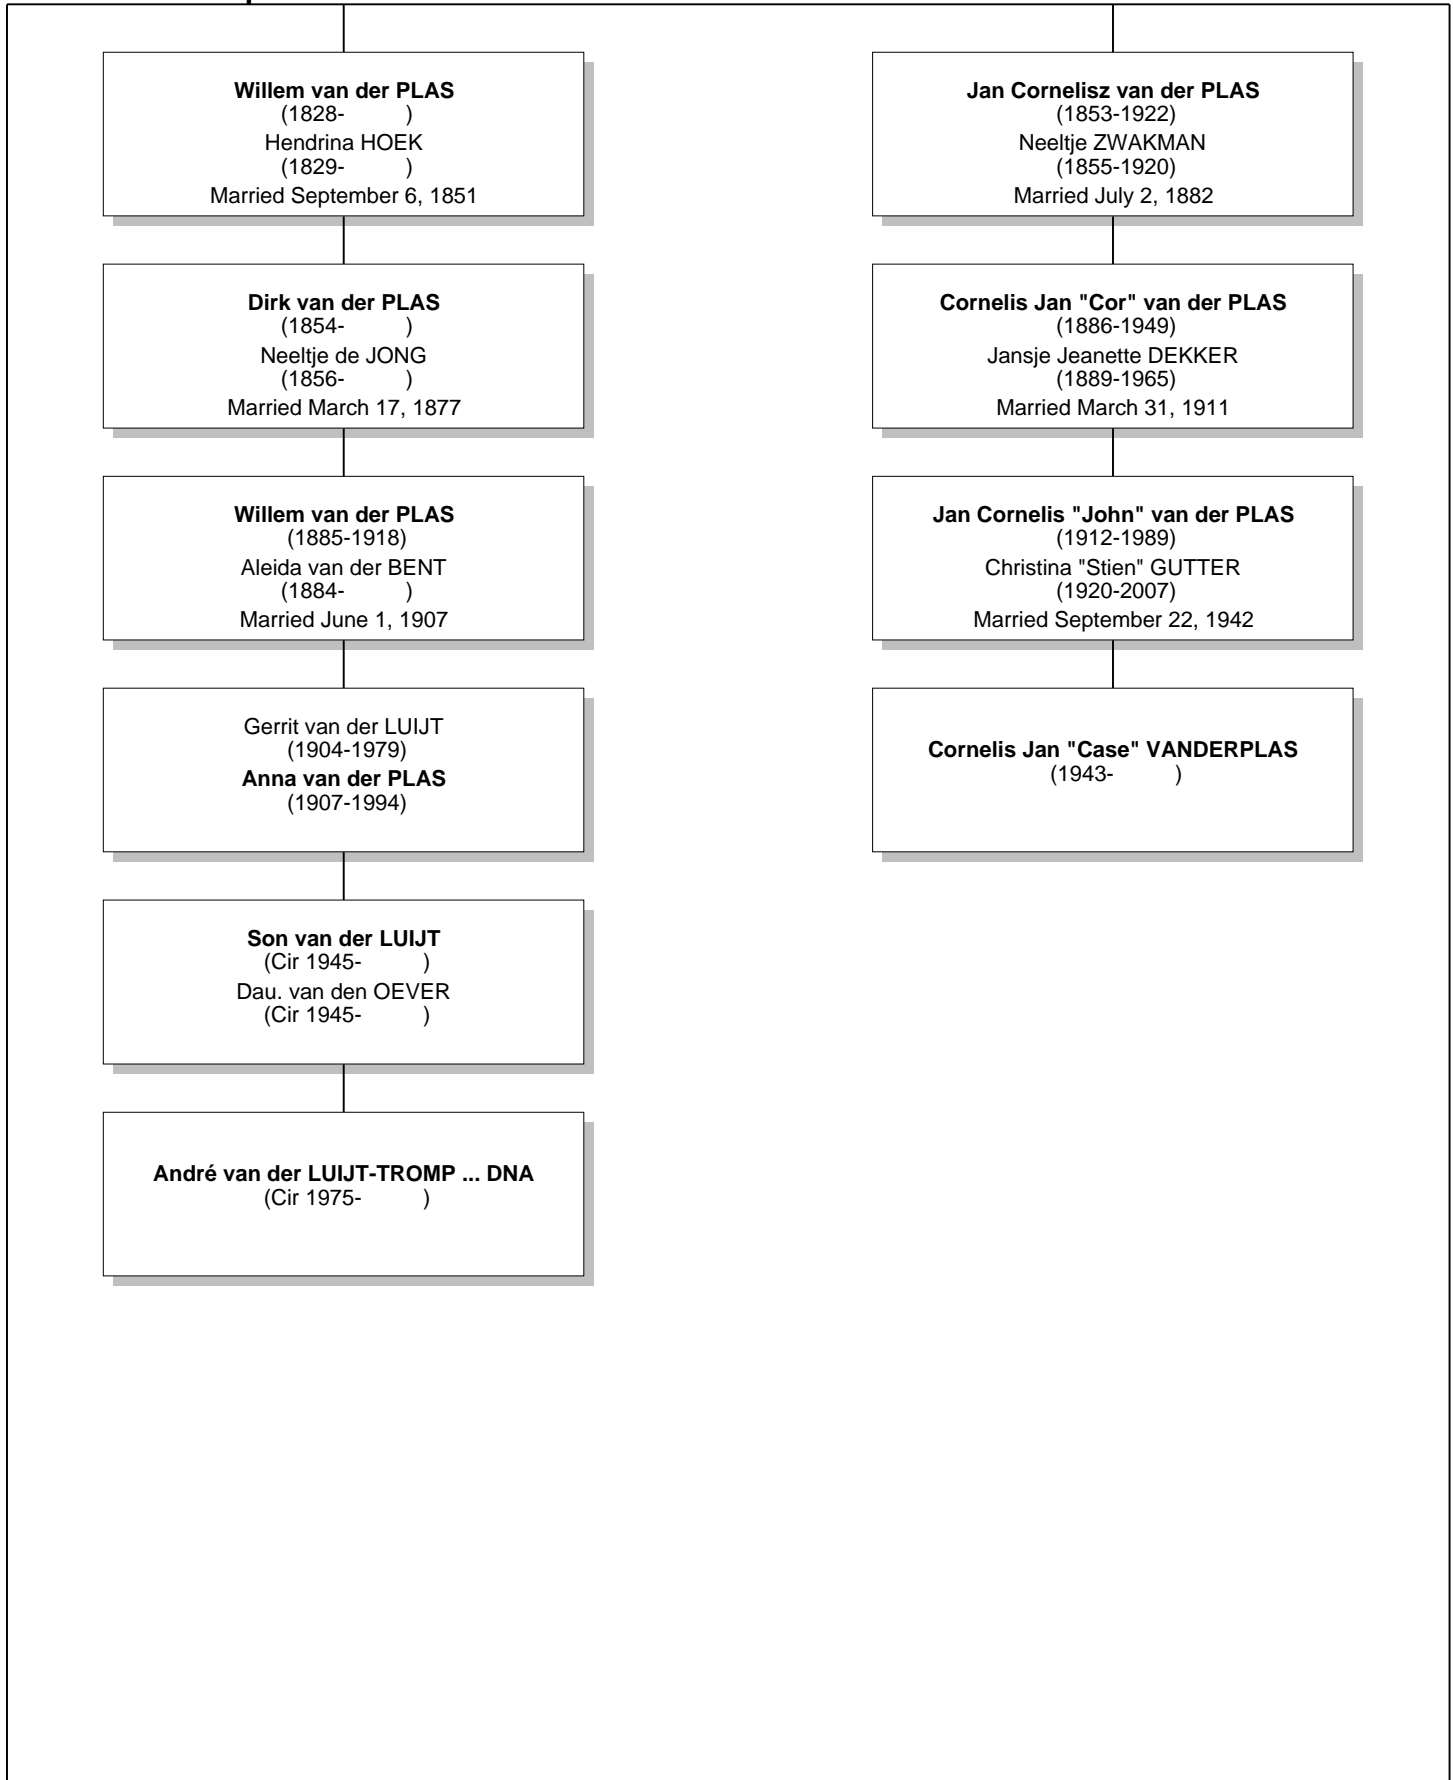 Willem van der PLAS
(1828- )
Hendrina HOEK
(1829- )
Married September 6, 1851
Dirk van der PLAS
(1854- )
Neeltje de JONG
(1856- )
Married March 17, 1877
Willem van der PLAS
(1885-1918)
Aleida van der BENT
(1884- )
Married June 1, 1907
Gerrit van der LUIJT
(1904-1979)
Anna van der PLAS
(1907-1994)
Son van der LUIJT
(Cir 1945- )
Dau. van den OEVER
(Cir 1945- )
André van der LUIJT-TROMP ... DNA
(Cir 1975- )
Jan Cornelisz van der PLAS
(1853-1922)
Neeltje ZWAKMAN
(1855-1920)
Married July 2, 1882
Cornelis Jan "Cor" van der PLAS
(1886-1949)
Jansje Jeanette DEKKER
(1889-1965)
Married March 31, 1911
Jan Cornelis "John" van der PLAS
(1912-1989)
Christina "Stien" GUTTER
(1920-2007)
Married September 22, 1942
Cornelis Jan "Case" VANDERPLAS
(1943- )